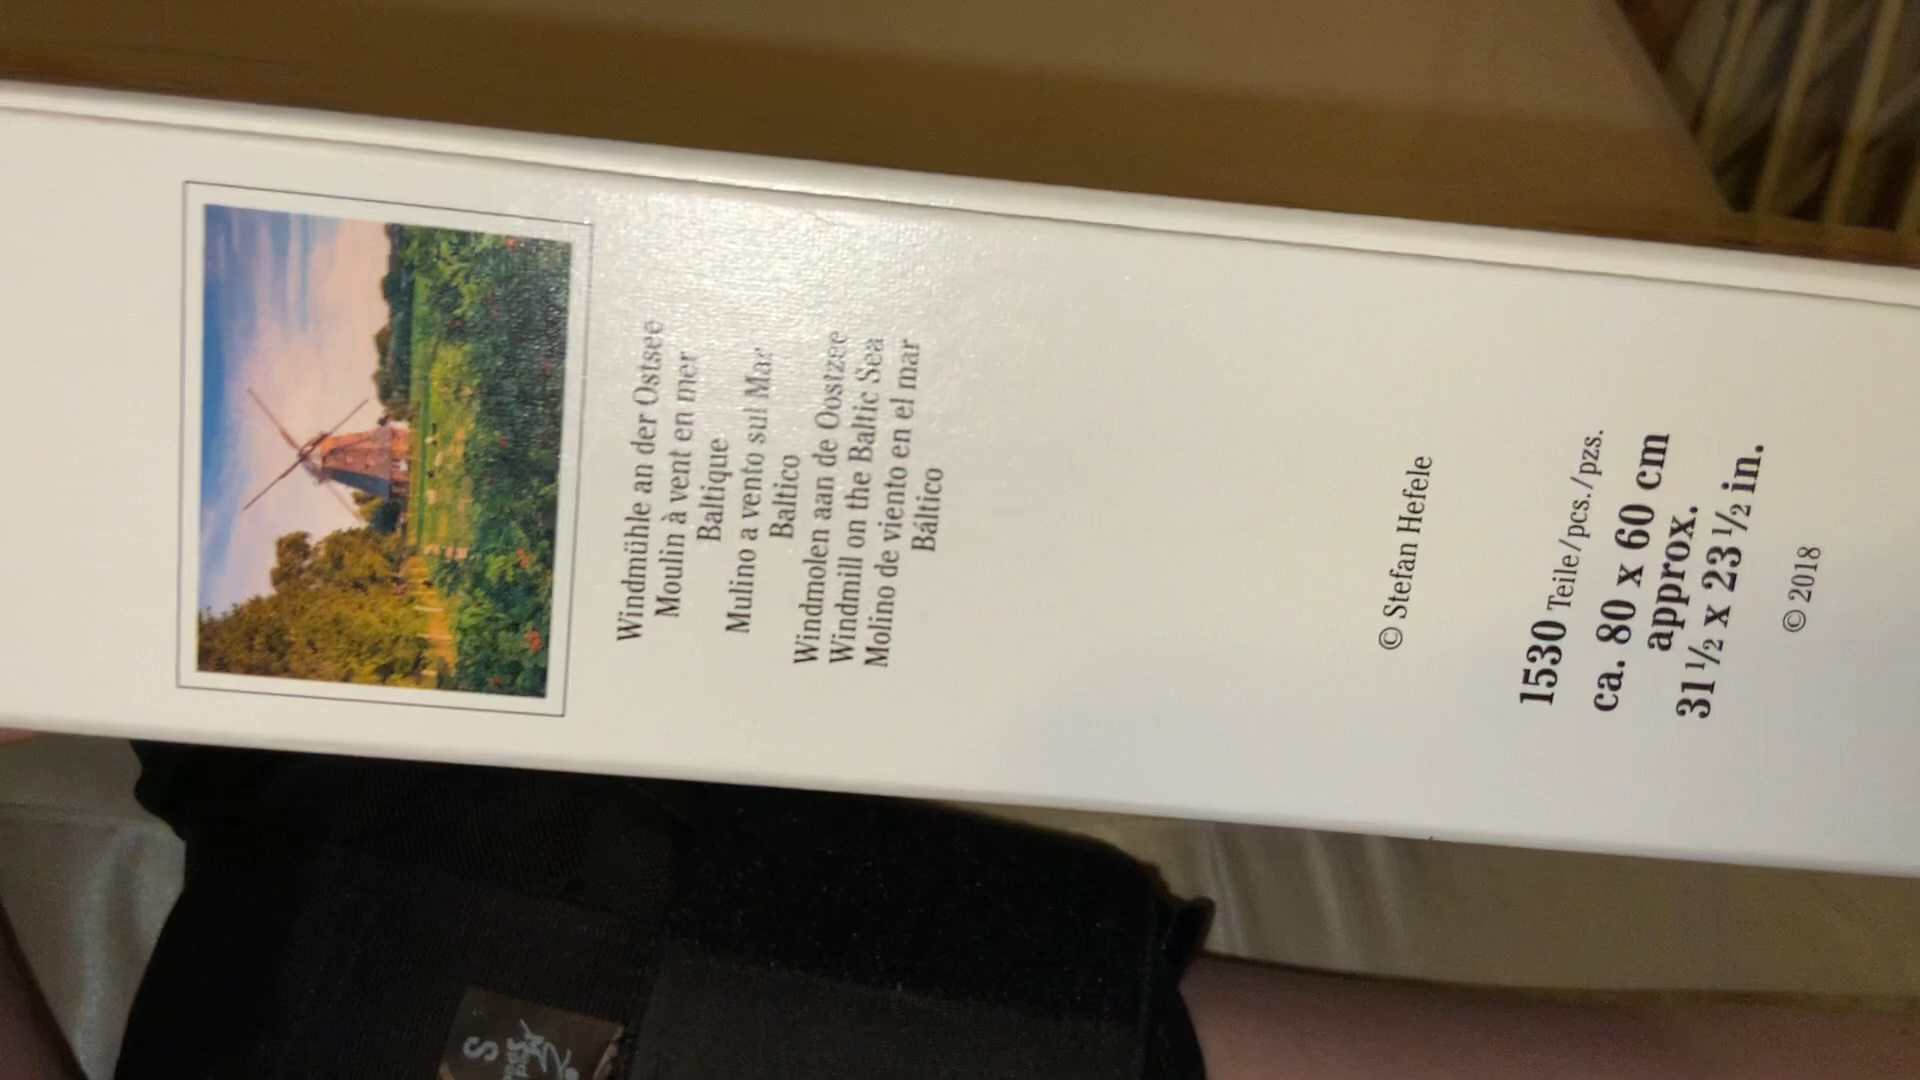 Windmühle an der Ostsee
Moulin à vent en mer
Baltique
Mulino a vento sul Mar
Baltico
Windmolen aan de Oostzee
Windmill on the Baltic Sea
Molino de viento en el mar
Báltico
© Stefan Hefele
1530 Teile/pcs./pzs.
ca. 80 x 60 cm
approx.
31 ½ x 23 ½ in.
© 2018
S